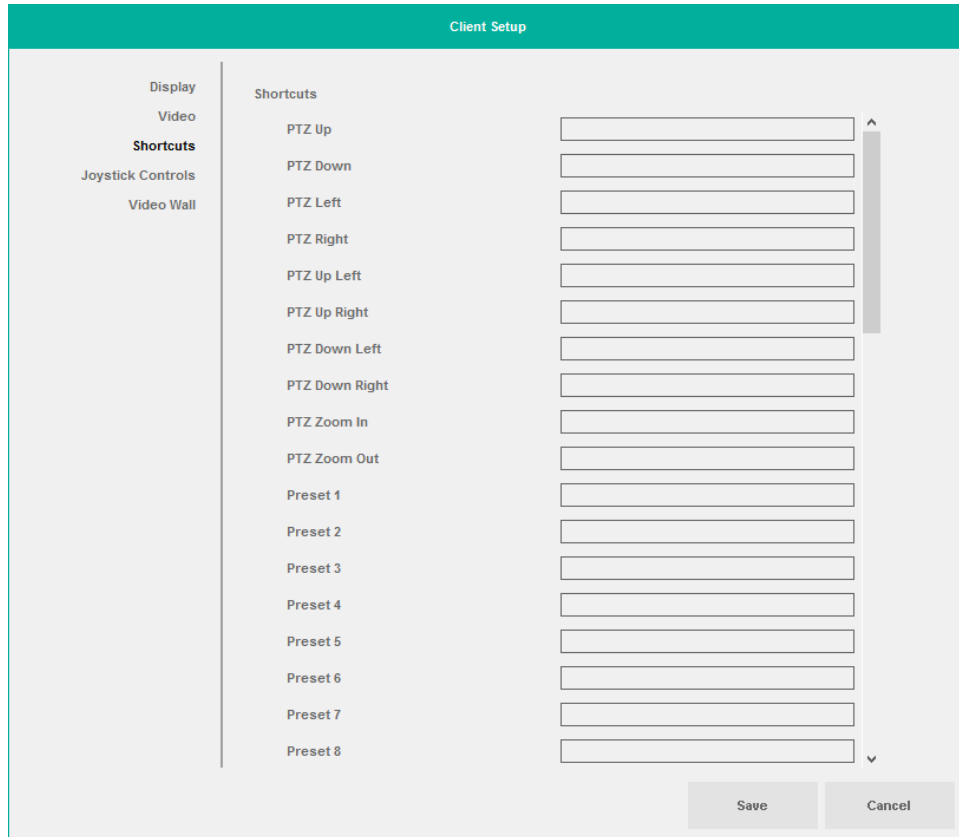 Client Setup
Display
Video
Shortcuts
Joystick Controls
Video Wall
Shortcuts
PTZ Up
PTZ Down
PTZ Left
PTZ Right
PTZ Up Left
PTZ Up Right
PTZ Down Left
PTZ Down Right
PTZ Zoom In
PTZ Zoom Out
Preset 1
Preset 2
Preset 3
Preset 4
Preset 5
Preset 6
Preset 7
Preset 8
Save Cancel